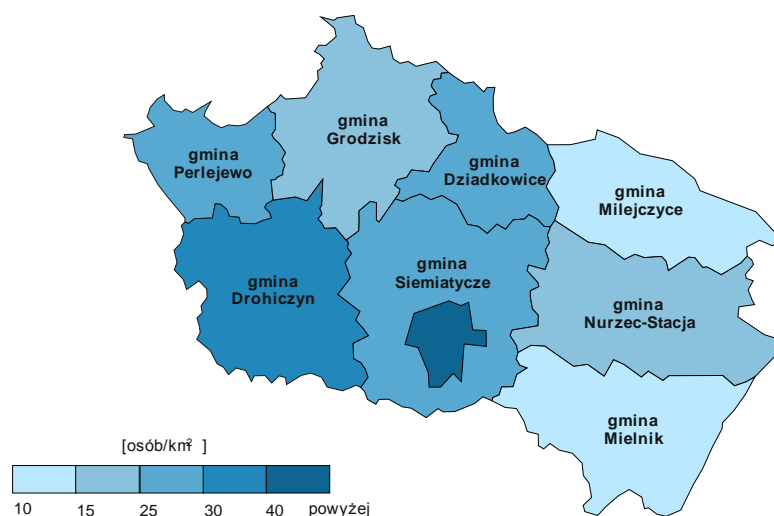 gmina
Grodzisk
gmina
Perlejewo
gmina
Dziadkowice
gmina
Milejczyce
gmina
Drohiczyn
gmina
Siemiatycze
gmina
Nurzec-Stacja
gmina
Mielnik
[osób/km² ]
10 15 25 30 40 powyżej